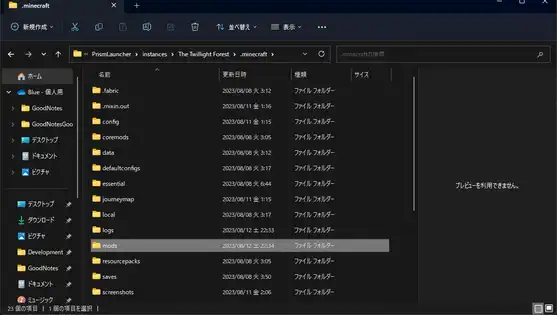 .minecraft
新規作成
並べ替え
表示
PrismLauncher > instances > The Twillight Forest > .minecraft >
.minecraftの検索
ホーム
Blue - 個人用
GoodNotes
GoodNotesGoo
デスクトップ
ドキュメント
ピクチャ
デスクトップ
ダウンロード
ピクチャ
Development
GoodNotes
ドキュメント
ミュージック
名前 更新日時 種類 サイズ
.fabric 2023/08/08 火 3:12 ファイル フォルダー
.mixin.out 2023/08/11 金 1:16 ファイル フォルダー
config 2023/08/11 金 1:15 ファイル フォルダー
coremods 2023/08/08 火 3:05 ファイル フォルダー
data 2023/08/08 火 3:12 ファイル フォルダー
defaultconfigs 2023/08/08 火 3:17 ファイル フォルダー
essential 2023/08/08 火 6:44 ファイル フォルダー
journeymap 2023/08/11 金 1:15 ファイル フォルダー
local 2023/08/08 火 3:17 ファイル フォルダー
logs 2023/08/12 土 22:33 ファイル フォルダー
mods 2023/08/12 土 22:34 ファイル フォルダー
resourcepacks 2023/08/08 火 3:05 ファイル フォルダー
saves 2023/08/08 火 3:50 ファイル フォルダー
screenshots 2023/08/11 金 2:06 ファイル フォルダー
プレビューを利用できません。
23 個の項目 1 個の項目を選択